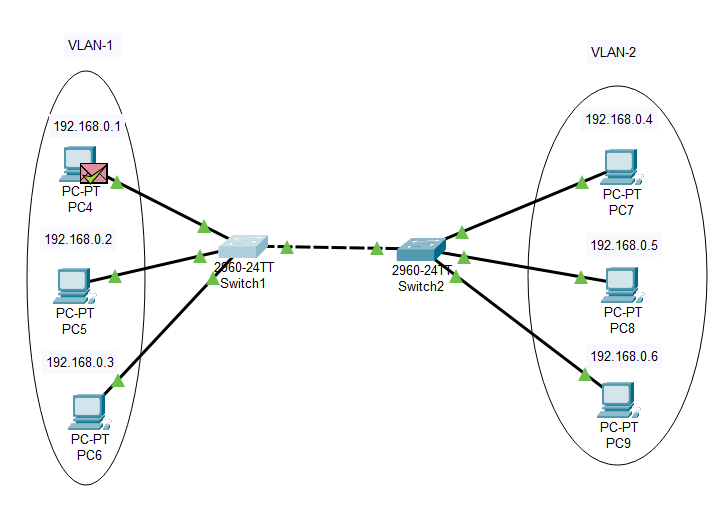 VLAN-1
VLAN-2
192.168.0.1
PC-PT
PC4
192.168.0.2
PC-PT
PC5
192.168.0.3
PC-PT
PC6
2960-24TT
Switch1
2960-24TT
Switch2
192.168.0.4
PC-PT
PC7
192.168.0.5
PC-PT
PC8
192.168.0.6
PC-PT
PC9